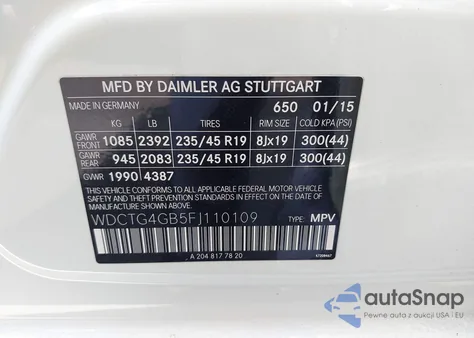 MFD BY DAIMLER AG STUTTGART
MADE IN GERMANY 650 01/15
KG LB TIRES RIM SIZE COLD KPA(PSI)
GAWR FRONT 1085 2392 235/45 R19 8Jx19 300(44)
GAWR REAR 945 2083 235/45 R19 8Jx19 300(44)
GVWR 1990 4387
THIS VEHICLE CONFORMS TO ALL APPLICABLE FEDERAL MOTOR
VEHICLE SAFETY, BUMPER, AND THEFT PREVENTION STANDARDS
IN EFFECT ON THE DATE OF MANUFACTURE SHOWN ABOVE.
WDCTG4GB5FJ110109 TYPE: MPV
A 204 817 78 20
autoSnap
Pewne auta z aukcji US i EU